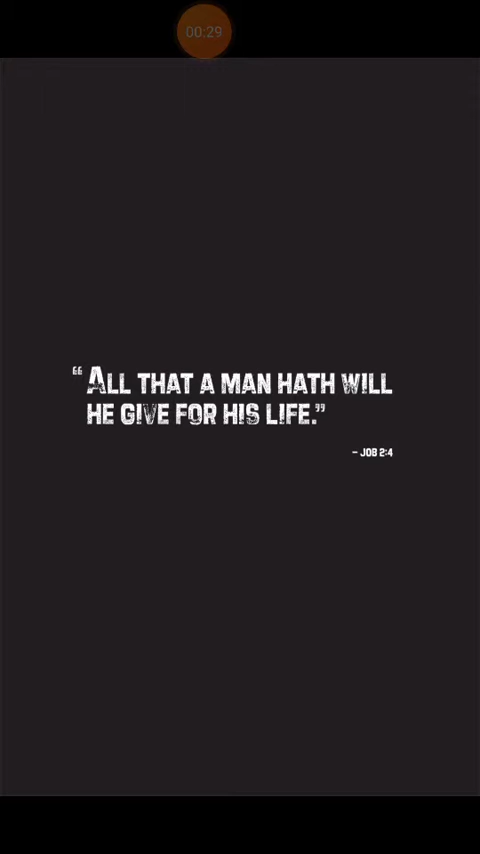 00:29
“ALL THAT A MAN HATH WILL
HE GIVE FOR HIS LIFE.”
– JOB 2:4